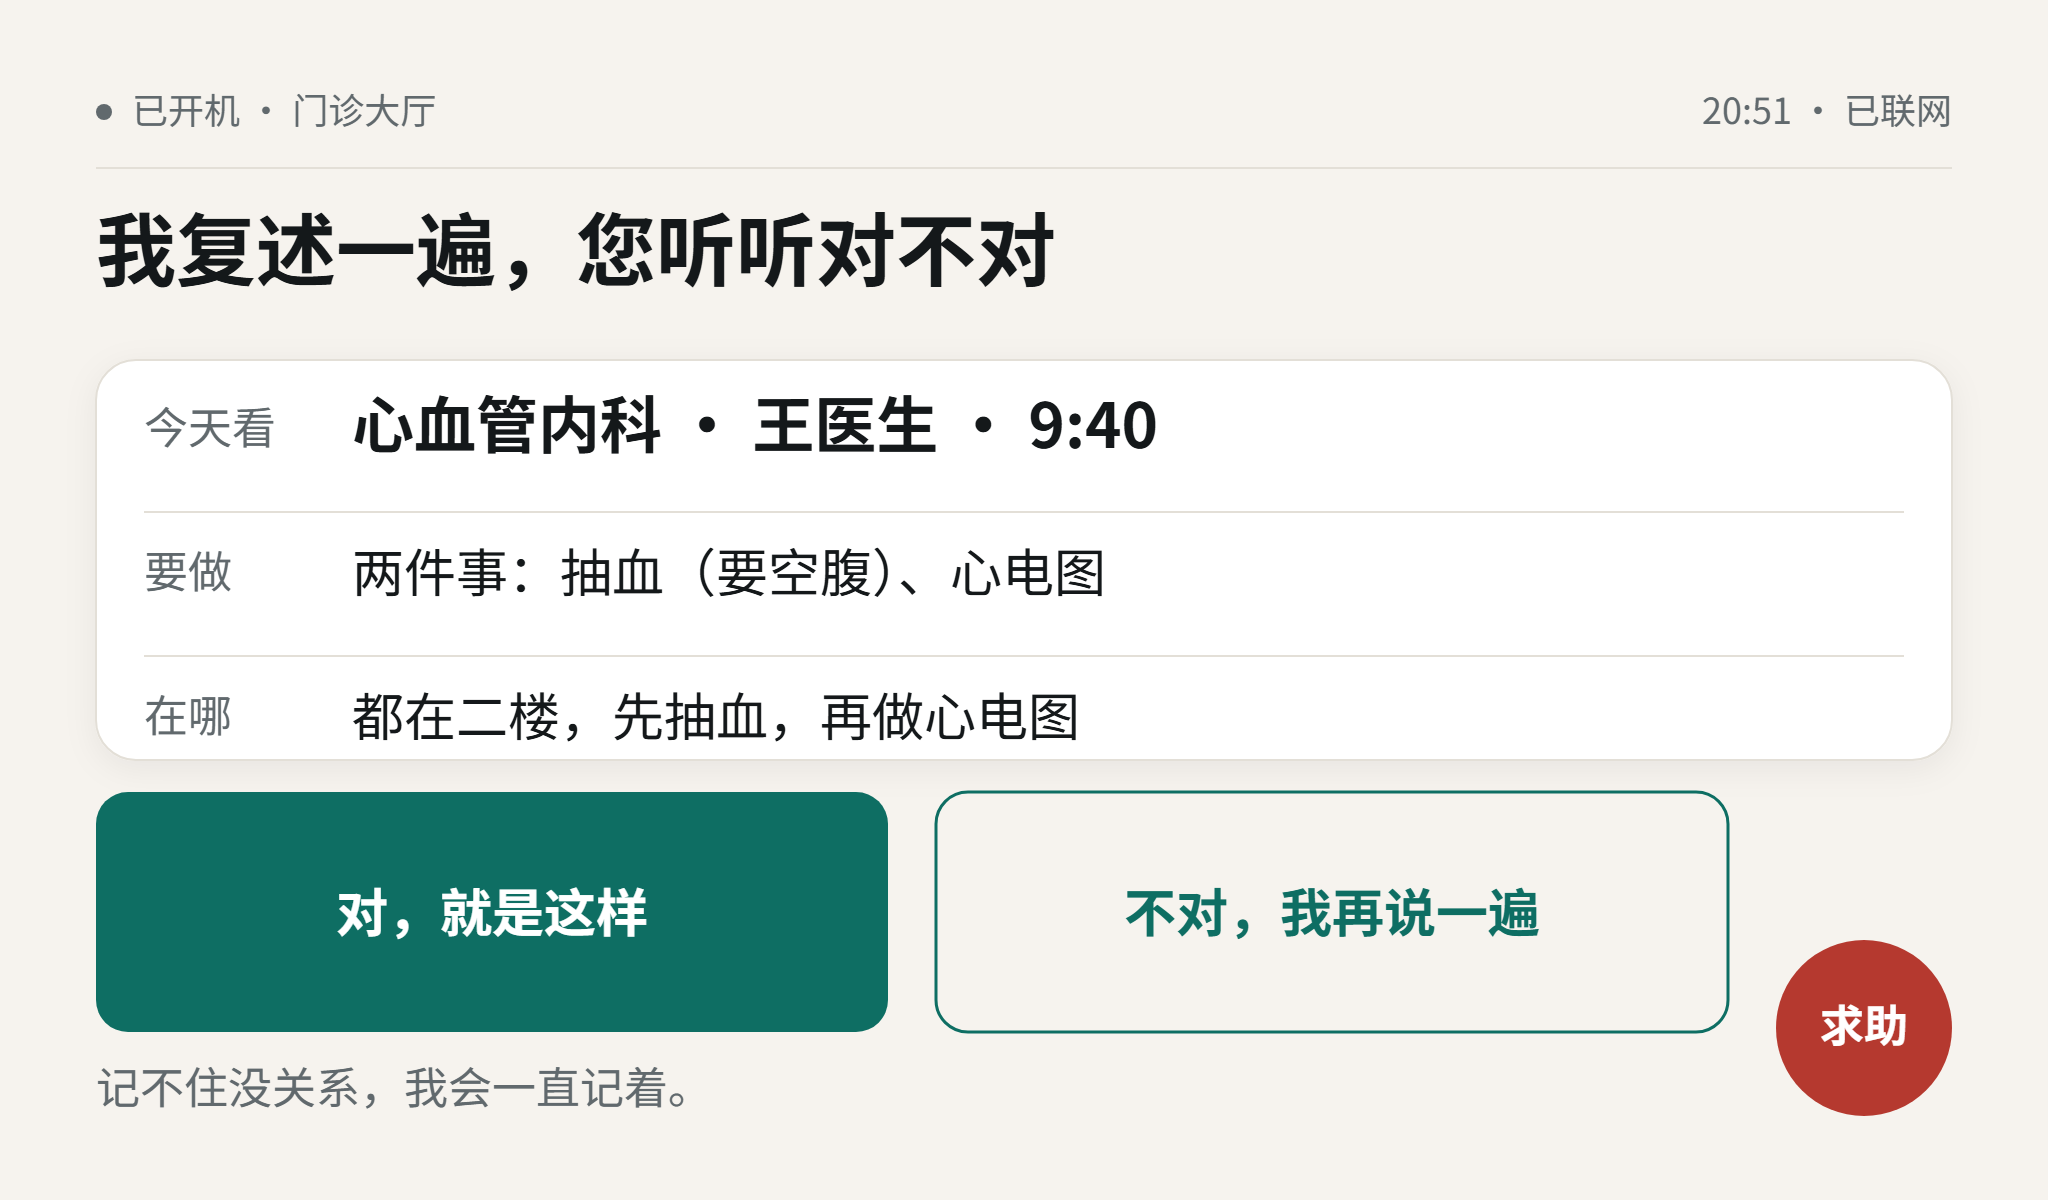 已开机 · 门诊大厅
20:51 · 已联网
我复述一遍，您听听对不对
今天看 心血管内科 · 王医生 · 9:40
要做 两件事：抽血（要空腹）、心电图
在哪 都在二楼，先抽血，再做心电图
对，就是这样
不对，我再说一遍
求助
记不住没关系，我会一直记着。